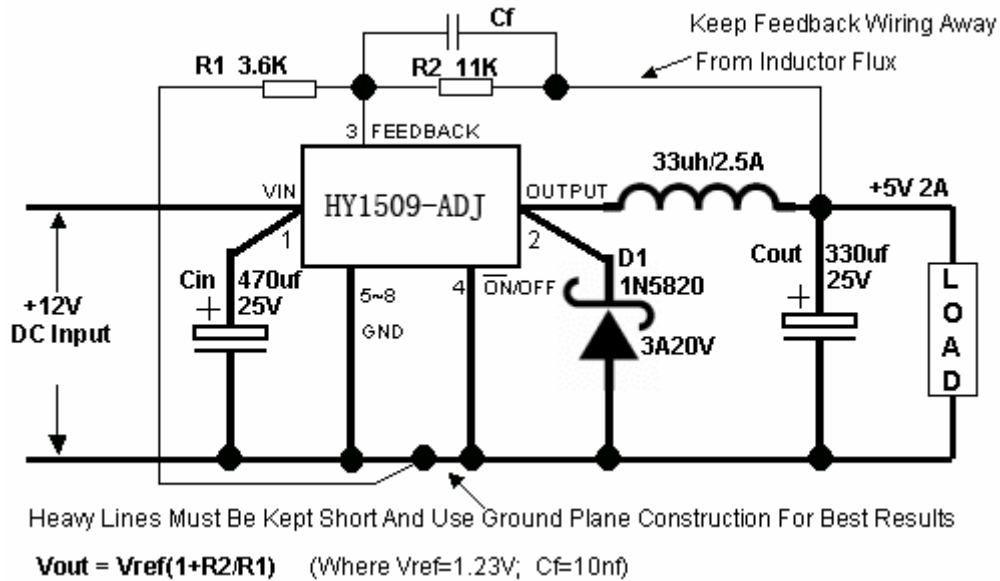 Cf
Keep Feedback Wiring Away
From Inductor Flux
R1 3.6K
R2 11K
3 FEEDBACK
33uh/2.5A
VIN
HY1509-ADJ
OUTPUT
+5V 2A
1
2
Cin 470uf
25V
5~8
GND
4
ON/OFF
D1
1N5820
3A20V
Cout 330uf
25V
+12V
DC Input
LOAD
Heavy Lines Must Be Kept Short And Use Ground Plane Construction For Best Results
Vout = Vref(1+R2/R1) (Where Vref=1.23V; Cf=10nf)